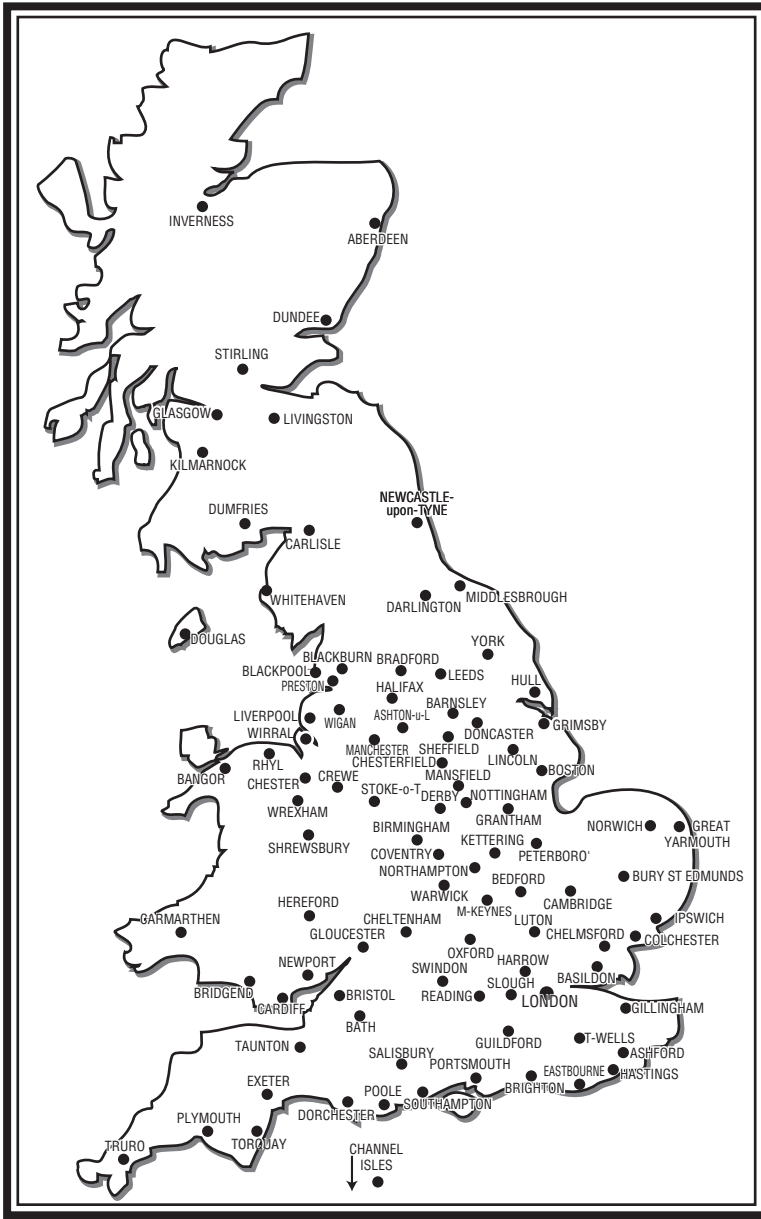 INVERNESS
ABERDEEN
DUNDEE
STIRLING
GLASGOW
LIVINGSTON
KILMARNOCK
NEWCASTLE-
upon-TYNE
DUMFRIES
CARLISLE
WHITEHAVEN
DARLINGTON
MIDDLESBROUGH
DOUGLAS
YORK
BLACKBURN
BRADFORD
BLACKPOOL
LEEDS
PRESTON
HALIFAX
HULL
BARNSLEY
LIVERPOOL
WIGAN
ASHTON-u-L
GRIMSBY
WIRRAL
DONCASTER
MANCHESTER
SHEFFIELD
RHYL
CHESTERFIELD
LINCOLN
BANGOR
CREWE
MANSFIELD
BOSTON
CHESTER
STOKE-o-T
DERBY
NOTTINGHAM
WREXHAM
GRANTHAM
BIRMINGHAM
KETTERING
NORWICH
GREAT
YARMOUTH
SHREWSBURY
COVENTRY
PETERBORO'
NORTHAMPTON
BEDFORD
BURY ST EDMUNDS
WARWICK
CAMBRIDGE
HEREFORD
M-KEYNES
CARMARTHEN
CHELTENHAM
LUTON
IPSWICH
GLOUCESTER
CHELMSFORD
COLCHESTER
OXFORD
HARROW
NEWPORT
SWINDON
BASILDON
BRIDGEND
SLOUGH
BRISTOL
READING
LONDON
CARDIFF
GILLINGHAM
BATH
GUILDFORD
T-WELLS
TAUNTON
SALISBURY
ASHFORD
PORTSMOUTH
EASTBOURNE
HASTINGS
EXETER
POOLE
BRIGHTON
SOUTHAMPTON
DORCHESTER
PLYMOUTH
TORQUAY
TRURO
CHANNEL
ISLES